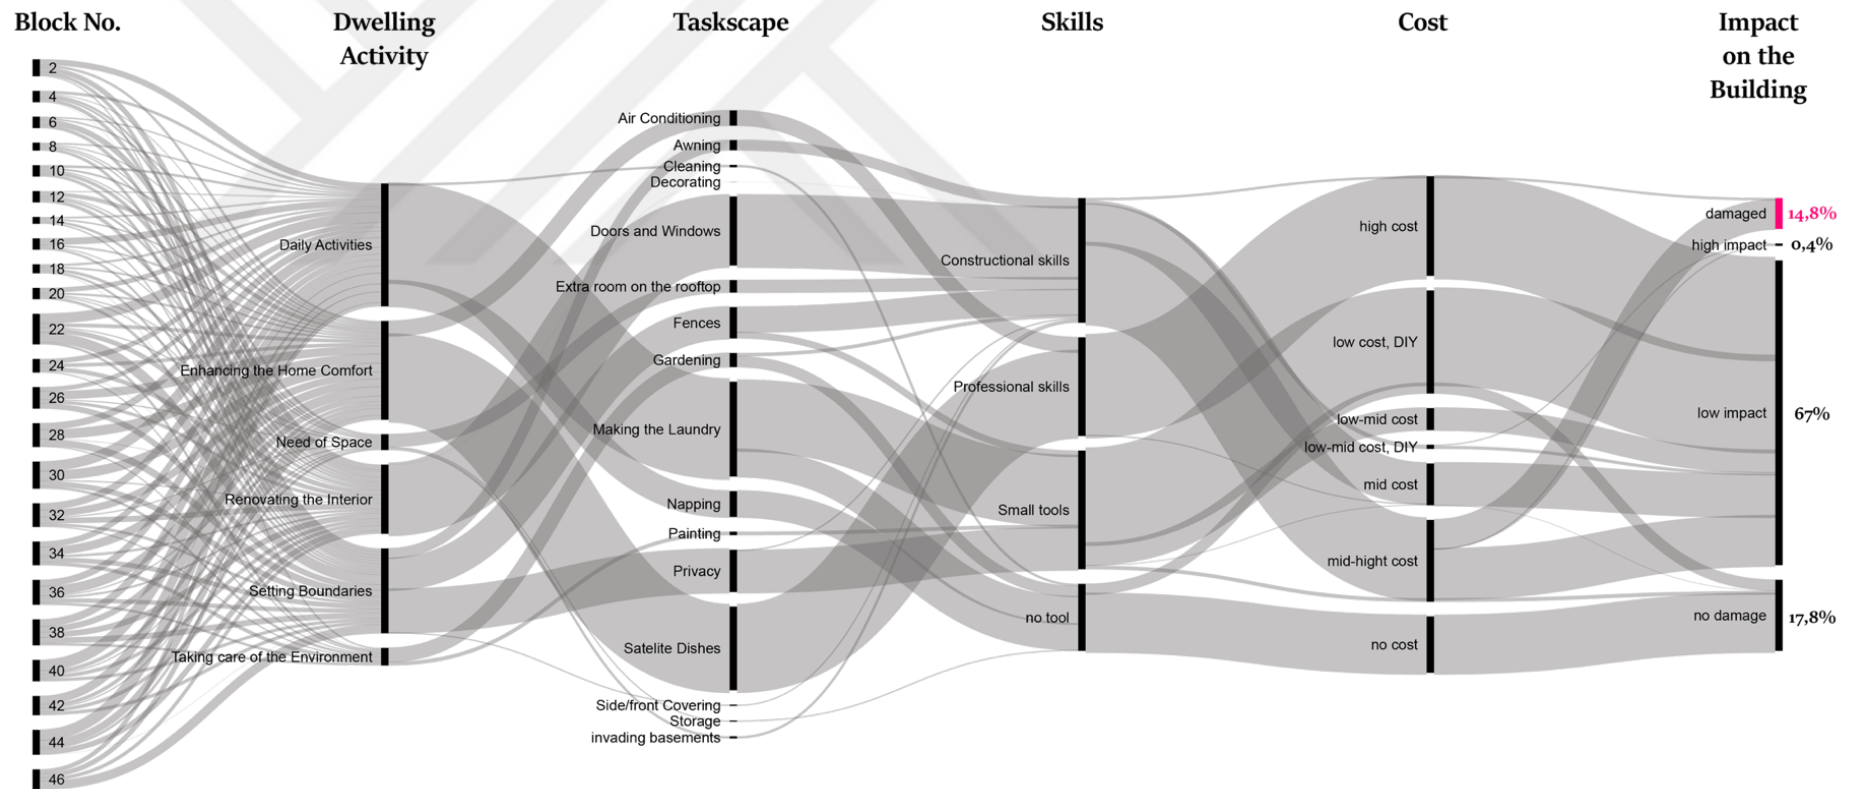 Block No.
Dwelling
Activity
Taskscape
Skills
Cost
Impact
on the
Building
2
4
6
8
10
12
14
16
18
20
22
24
26
28
30
32
34
36
38
40
42
44
46
Daily Activities
Enhancing the Home Comfort
Need of Space
Renovating the Interior
Setting Boundaries
Taking care of the Environment
Air Conditioning
Awning
Cleaning
Decorating
Doors and Windows
Extra room on the rooftop
Fences
Gardening
Making the Laundry
Napping
Painting
Privacy
Satelite Dishes
Side/front Covering
Storage
invading basements
Constructional skills
Professional skills
Small tools
no tool
high cost
low cost, DIY
low-mid cost
low-mid cost, DIY
mid cost
mid-hight cost
no cost
damaged 14,8%
high impact 0,4%
low impact 67%
no damage 17,8%